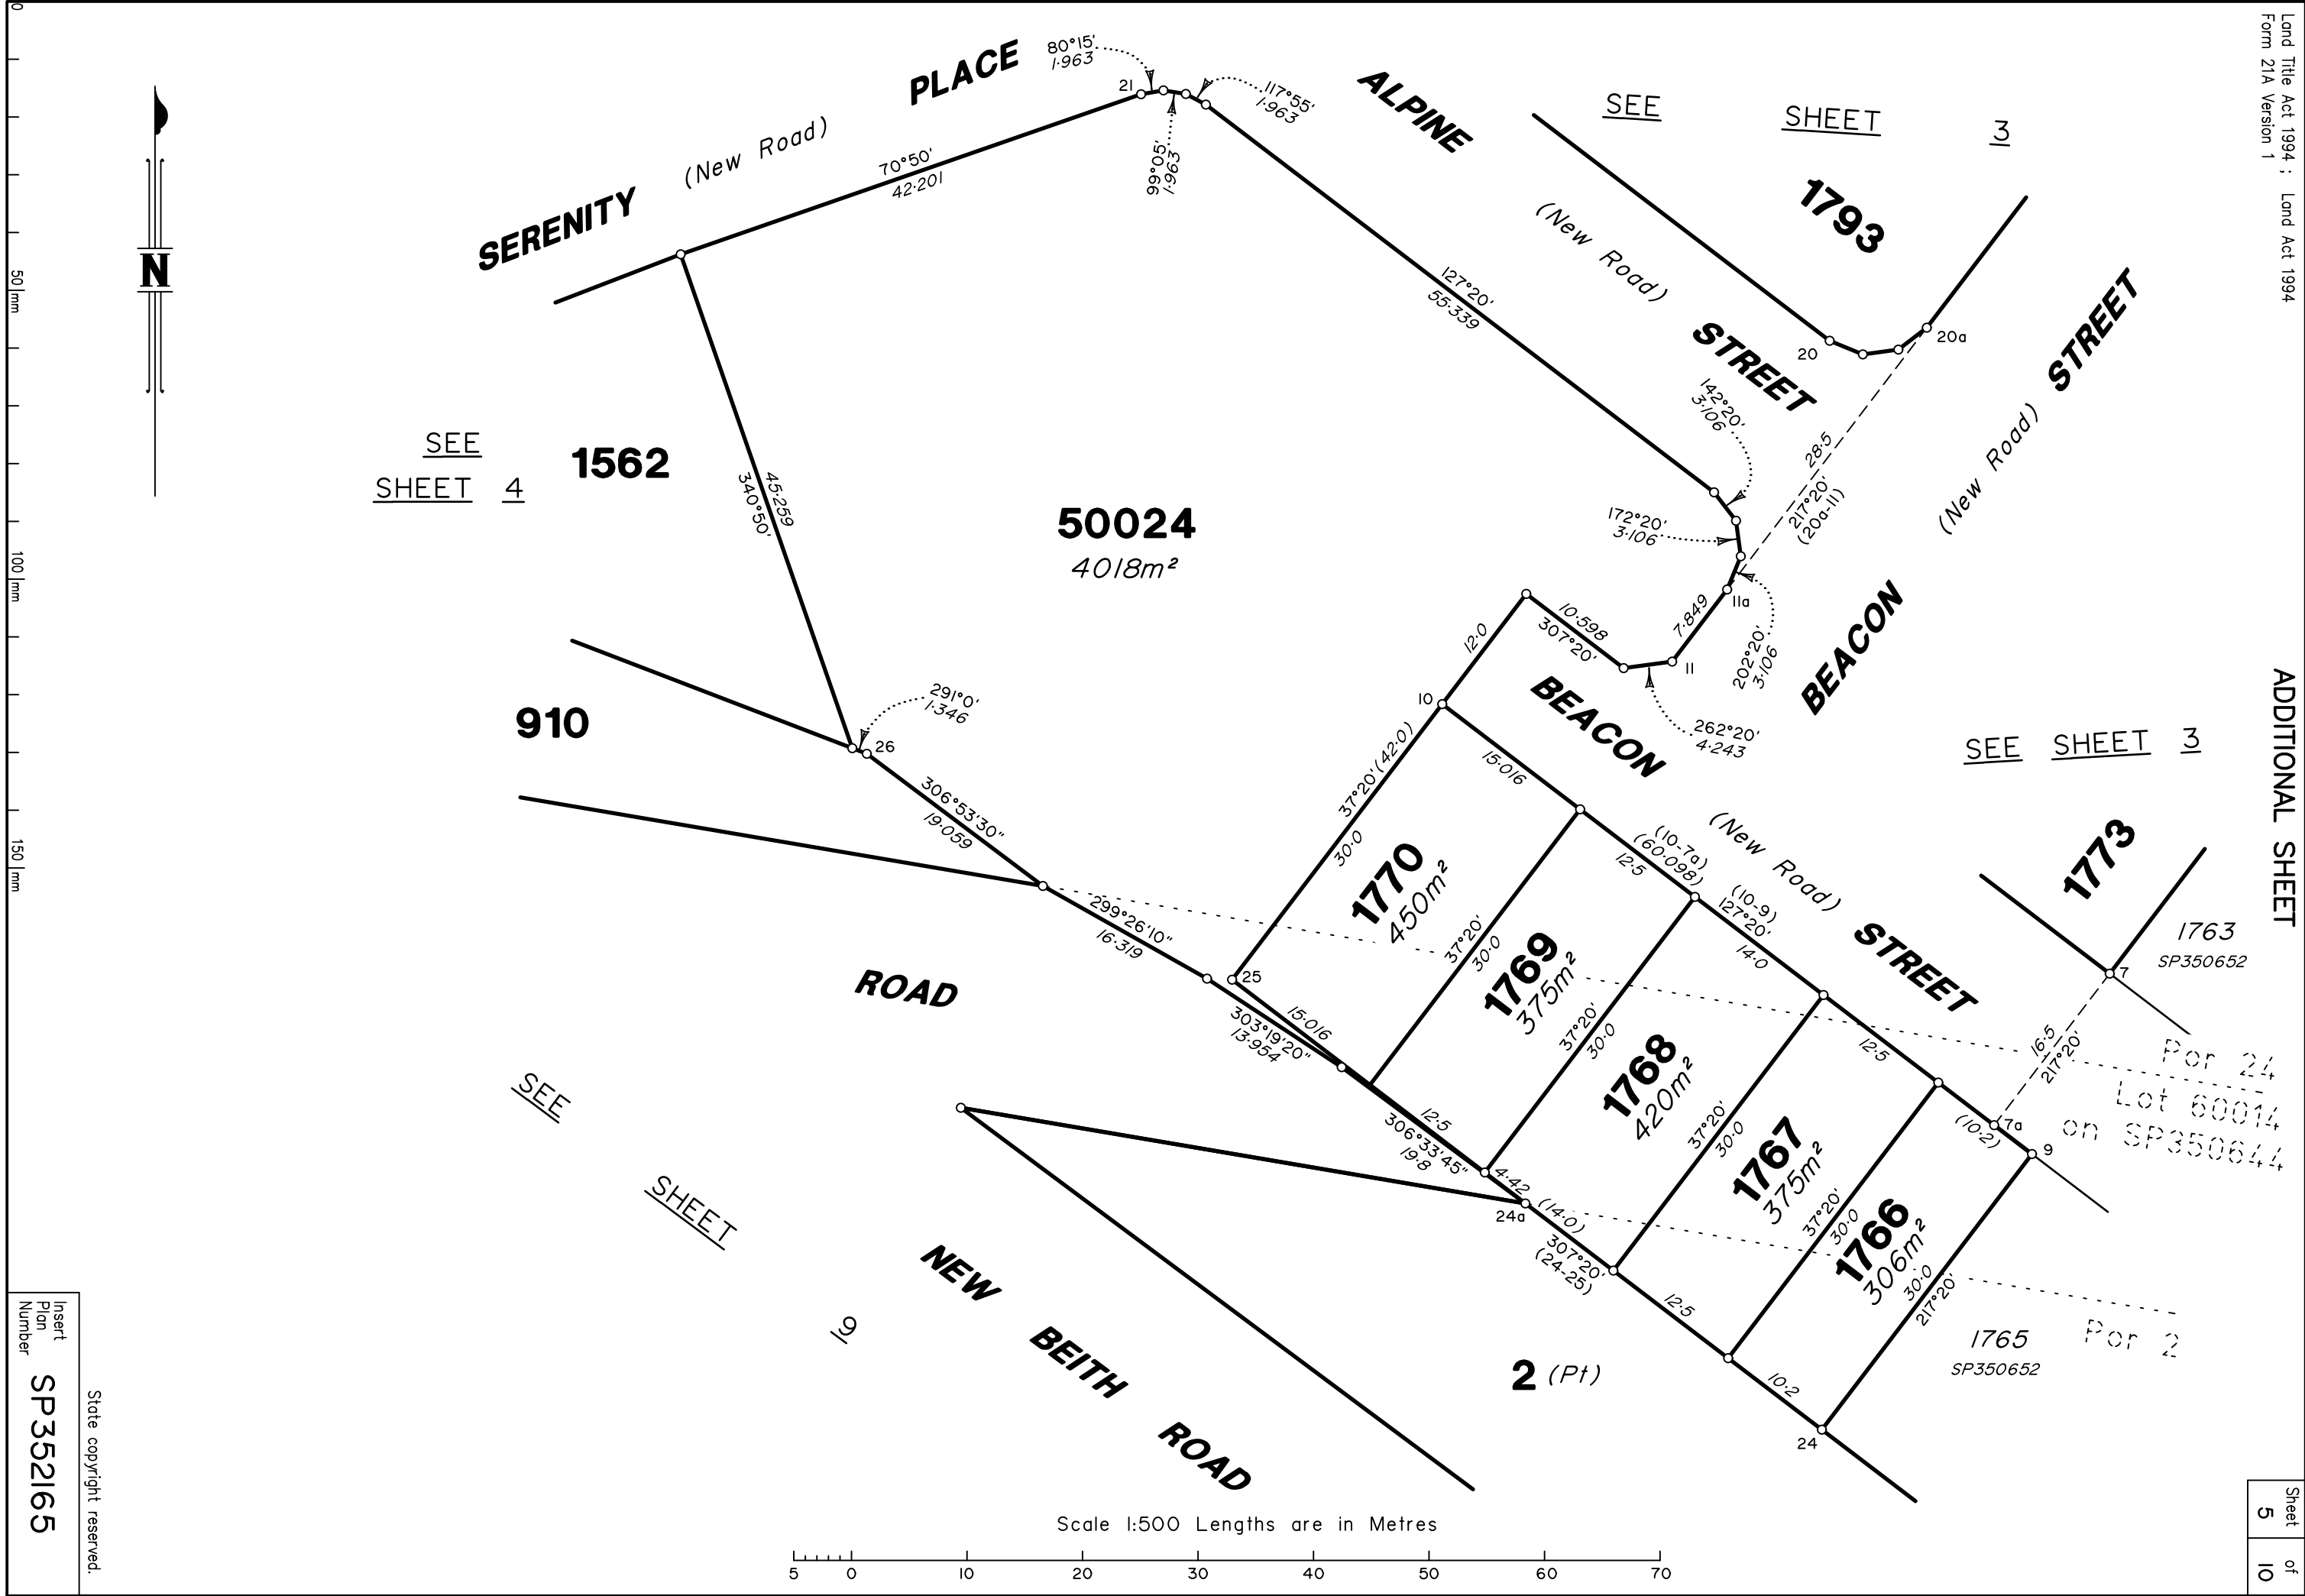 Land Title Act 1994 ; Land Act 1994
Form 21A Version 1
ADDITIONAL SHEET
Sheet 5 of 10
0
50 mm
100 mm
150 mm
N
SERENITY PLACE
(New Road)
80°15'
1·963
21
117°55'
1·963
99°05'
1·963
70°50'
42·201
ALPINE STREET
(New Road)
SEE SHEET 3
1793
127°20'
55·339
20
20a
142°20'
3·106
172°20'
3·106
202°20'
3·106
28·5
217°20'
(20a-11)
BEACON STREET
(New Road)
SEE
SHEET 4
1562
45·259
340°50'
50024
4018m²
11a
7·849
11
10·598
307°20'
262°20'
4·243
12·0
10
910
291°0'
1·346
26
306°53'30"
19·059
299°26'10"
16·319
303°19'20"
13·954
306°33'45"
19·8
BEACON STREET
(New Road)
SEE SHEET 3
1773
1763
SP350652
7
16·5
217°20'
37°20' (42·0)
30·0
15·016
(10-7a)
(60·098)
12·5
(10-9)
127°20'
14·0
12·5
(10·2)
7a
9
1770
450m²
37°20'
30·0
1769
375m²
37°20'
30·0
1768
420m²
37°20'
30·0
1767
375m²
37°20'
30·0
1766
306m²
30·0
217°20'
25
15·016
12·5
4·42
24a
(14·0)
307°20'
(24-25)
12·5
10·2
24
Por 24
Lot 60014
on SP350644
1765
SP350652
Por 2
2 (Pt)
ROAD
SEE SHEET 9
NEW BEITH ROAD
Scale 1:500 Lengths are in Metres
5 0 10 20 30 40 50 60 70
State copyright reserved.
Insert
Plan
Number
SP352165